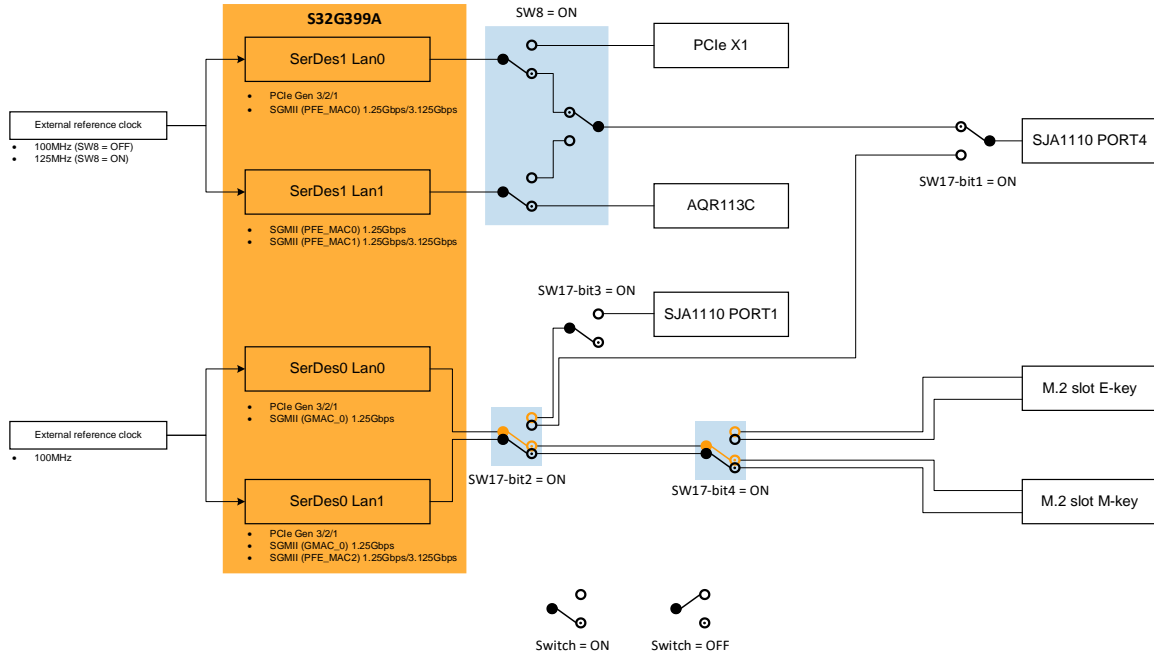 S32G399A
SW8 = ON
SerDes1 Lan0
PCIe X1
• PCIe Gen 3/2/1
• SGMII (PFE_MAC0) 1.25Gbps/3.125Gbps
External reference clock
• 100MHz (SW8 = OFF)
• 125MHz (SW8 = ON)
SJA1110 PORT4
SW17-bit1 = ON
SerDes1 Lan1
AQR113C
• SGMII (PFE_MAC0) 1.25Gbps
• SGMII (PFE_MAC1) 1.25Gbps/3.125Gbps
SW17-bit3 = ON
SJA1110 PORT1
SerDes0 Lan0
M.2 slot E-key
• PCIe Gen 3/2/1
• SGMII (GMAC_0) 1.25Gbps
External reference clock
• 100MHz
SW17-bit2 = ON
SW17-bit4 = ON
SerDes0 Lan1
M.2 slot M-key
• PCIe Gen 3/2/1
• SGMII (GMAC_0) 1.25Gbps
• SGMII (PFE_MAC2) 1.25Gbps/3.125Gbps
Switch = ON
Switch = OFF